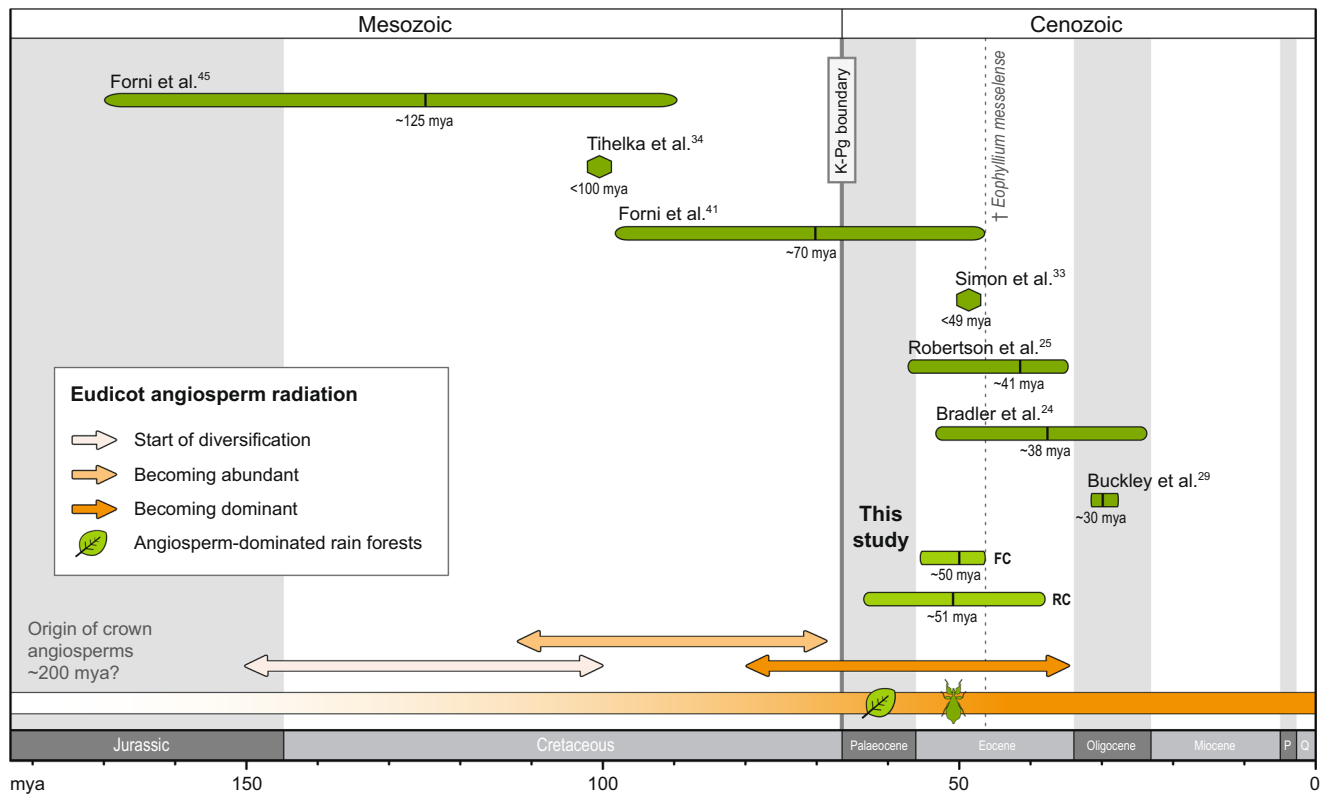 Mesozoic
Cenozoic
Forni et al.45
~125 mya
Tihelka et al.34
<100 mya
Forni et al.41
~70 mya
K-Pg boundary
† Eophyllium messelense
Simon et al.33
<49 mya
Robertson et al.25
~41 mya
Bradler et al.24
~38 mya
Buckley et al.29
~30 mya
This
study
FC
~50 mya
RC
~51 mya
Eudicot angiosperm radiation
Start of diversification
Becoming abundant
Becoming dominant
Angiosperm-dominated rain forests
Origin of crown
angiosperms
~200 mya?
Jurassic
Cretaceous
Palaeocene
Eocene
Oligocene
Miocene
P
Q
mya
150
100
50
0